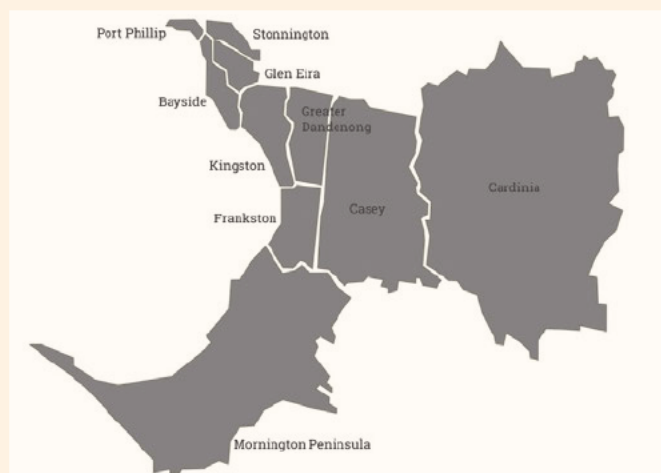 Port Phillip
Stonnington
Glen Eira
Bayside
Greater
Dandenong
Kingston
Cardinia
Casey
Frankston
Mornington Peninsula